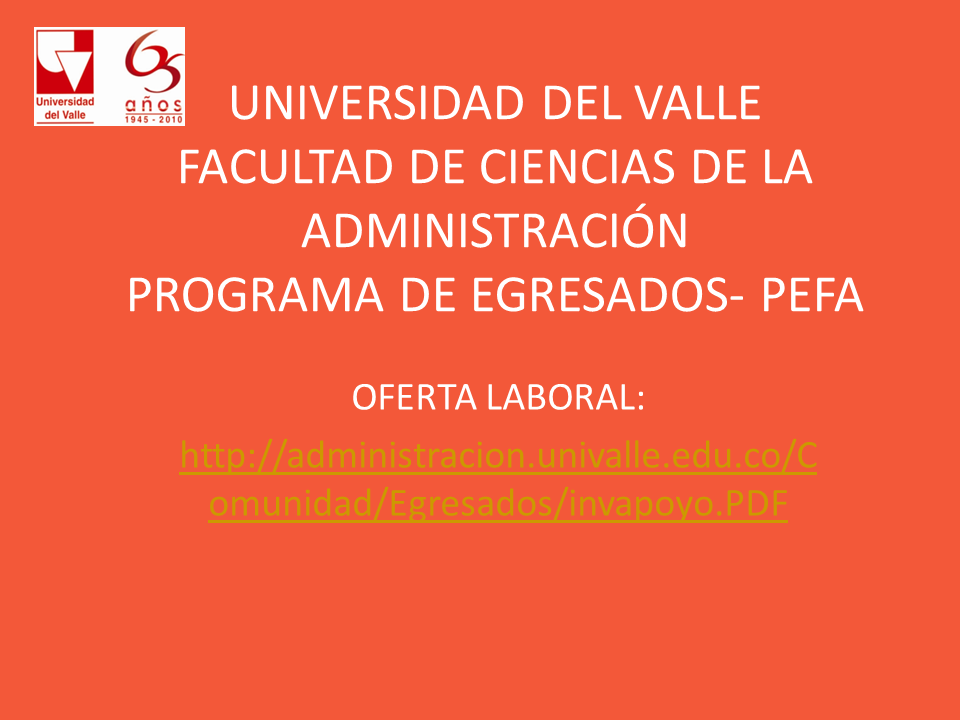 Universidad
del Valle
65
años
1945 - 2010
UNIVERSIDAD DEL VALLE
FACULTAD DE CIENCIAS DE LA
ADMINISTRACIÓN
PROGRAMA DE EGRESADOS- PEFA
OFERTA LABORAL:
http://administracion.univalle.edu.co/C
omunidad/Egresados/invapoyo.PDF